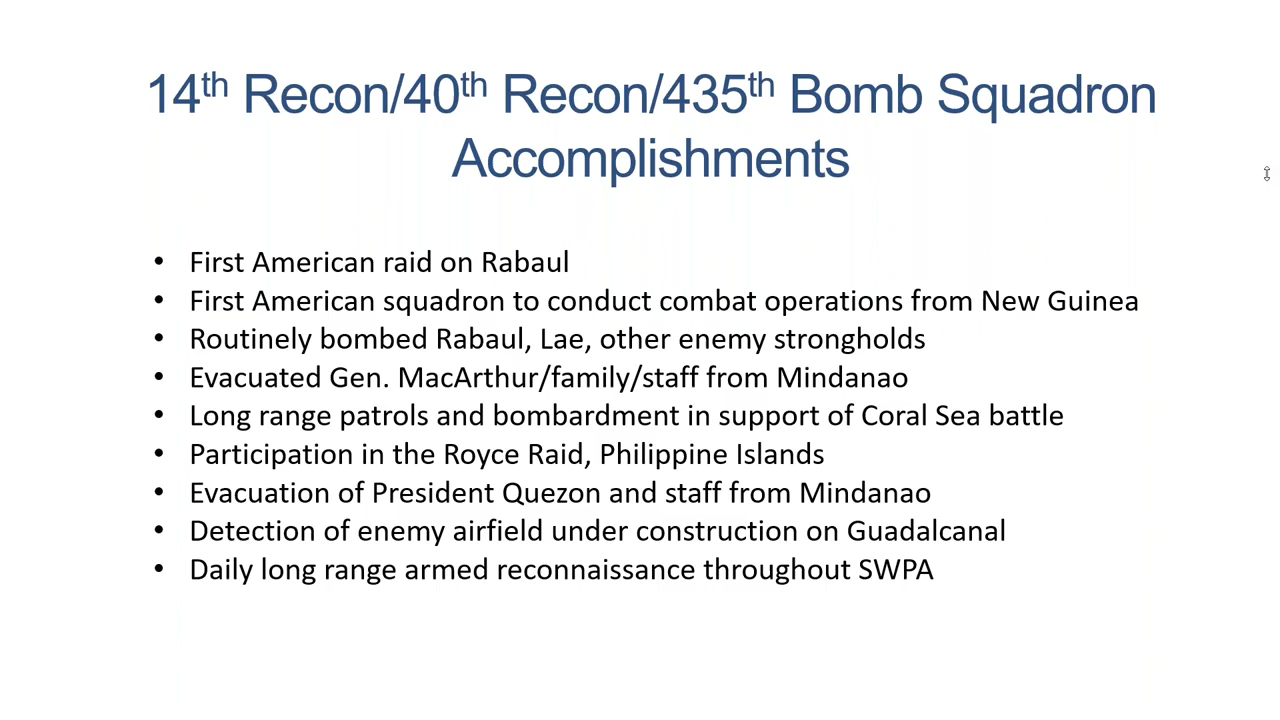 14th Recon/40th Recon/435th Bomb Squadron
Accomplishments
• First American raid on Rabaul
• First American squadron to conduct combat operations from New Guinea
• Routinely bombed Rabaul, Lae, other enemy strongholds
• Evacuated Gen. MacArthur/family/staff from Mindanao
• Long range patrols and bombardment in support of Coral Sea battle
• Participation in the Royce Raid, Philippine Islands
• Evacuation of President Quezon and staff from Mindanao
• Detection of enemy airfield under construction on Guadalcanal
• Daily long range armed reconnaissance throughout SWPA